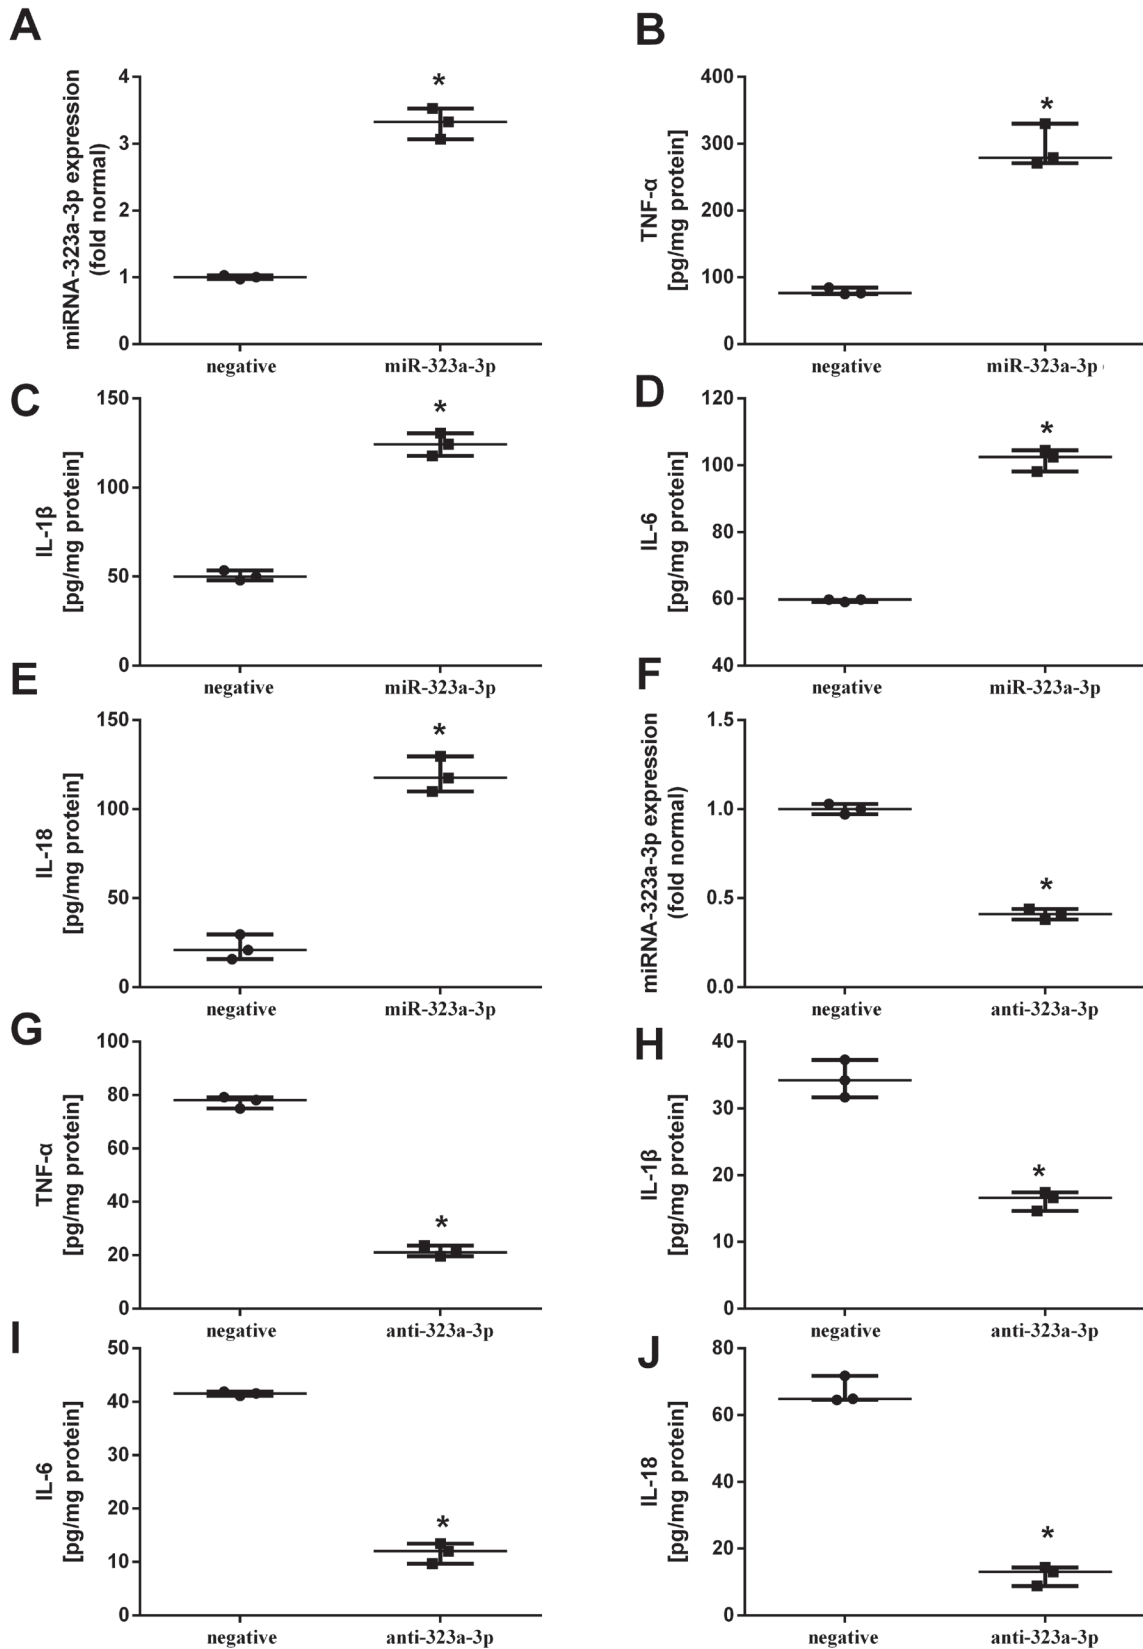 A
miRNA-323a-3p expression
(fold normal)
4
3
2
1
0
*
negative
miR-323a-3p
B
TNF-α
[pg/mg protein]
400
300
200
100
0
*
negative
miR-323a-3p
C
IL-1β
[pg/mg protein]
150
100
50
0
*
negative
miR-323a-3p
D
IL-6
[pg/mg protein]
120
100
80
60
40
*
negative
miR-323a-3p
E
IL-18
[pg/mg protein]
150
100
50
0
*
negative
miR-323a-3p
F
miRNA-323a-3p expression
(fold normal)
1.5
1.0
0.5
0.0
*
negative
anti-323a-3p
G
TNF-α
[pg/mg protein]
100
80
60
40
20
0
*
negative
anti-323a-3p
H
IL-1β
[pg/mg protein]
40
30
20
10
0
*
negative
anti-323a-3p
I
IL-6
[pg/mg protein]
50
40
30
20
10
0
*
negative
anti-323a-3p
J
IL-18
[pg/mg protein]
80
60
40
20
0
*
negative
anti-323a-3p